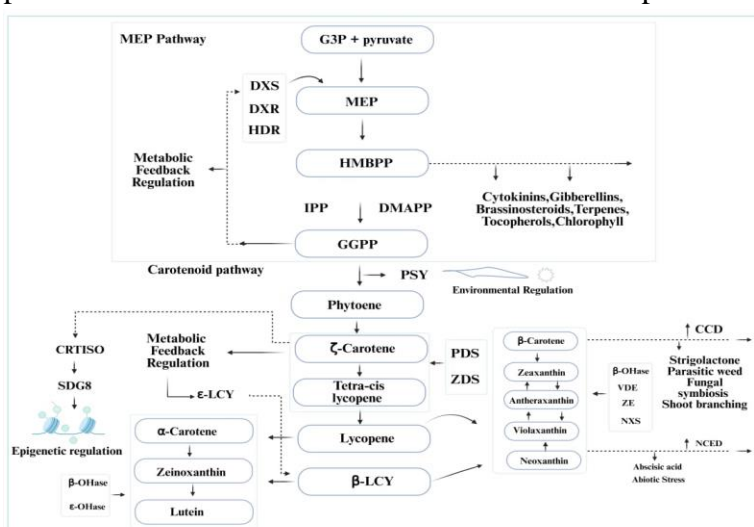 MEP Pathway
G3P + pyruvate
DXS
DXR
HDR
MEP
HMBPP
Metabolic
Feedback
Regulation
Cytokinins,Gibberellins,
Brassinosteroids,Terpenes,
Tocopherols,Chlorophyll
IPP
DMAPP
GGPP
Carotenoid pathway
PSY
Environmental Regulation
Phytoene
CRTISO
SDG8
Epigenetic regulation
Metabolic
Feedback
Regulation
ε-LCY
ζ-Carotene
Tetra-cis
lycopene
PDS
ZDS
Lycopene
β-LCY
α-Carotene
Zeinoxanthin
Lutein
β-OHase
ε-OHase
β-Carotene
Zeaxanthin
Antheraxanthin
Violaxanthin
Neoxanthin
β-OHase
VDE
ZE
NXS
CCD
Strigolactone
Parasitic weed
Fungal
symbiosis
Shoot branching
NCED
Abscisic acid
Abiotic Stress